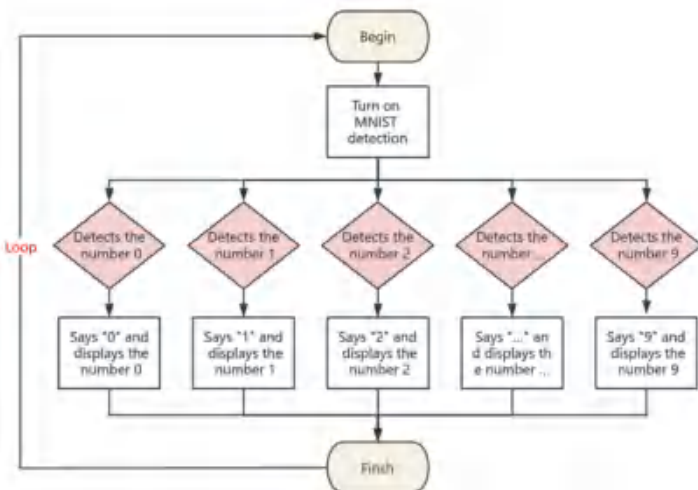 Begin
Turn on
MNIST
detection
Detects the
number 0
Detects the
number 1
Detects the
number 2
Detects the
number ...
Detects the
number 9
Loop
Says "0" and
displays the
number 0
Says "1" and
displays the
number 1
Says "2" and
displays the
number 2
Says "..." an
d displays th
e number ...
Says "9" and
displays the
number 9
Finish